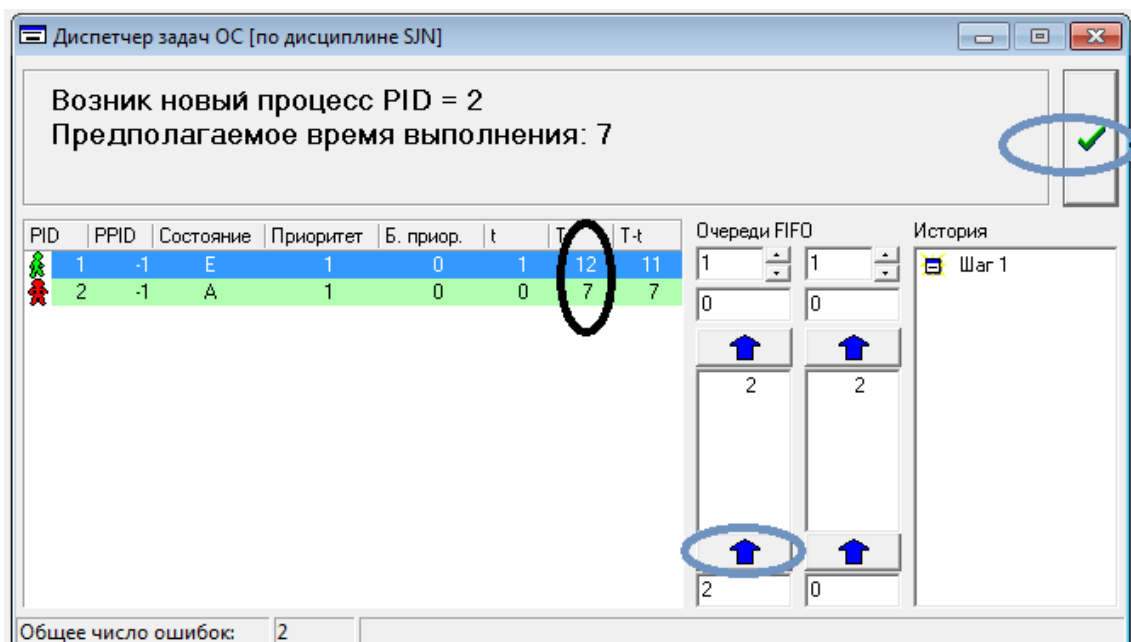 Диспетчер задач ОС [по дисциплине SJN]
Возник новый процесс PID = 2
Предполагаемое время выполнения: 7
PID PPID Состояние Приоритет Б. приор. t T-t
1 -1 E 1 0 1 12 11
2 -1 A 1 0 0 7 7
Очереди FIFO
1 1
0 0
2 2
2 0
История
Шаг 1
Общее число ошибок: 2